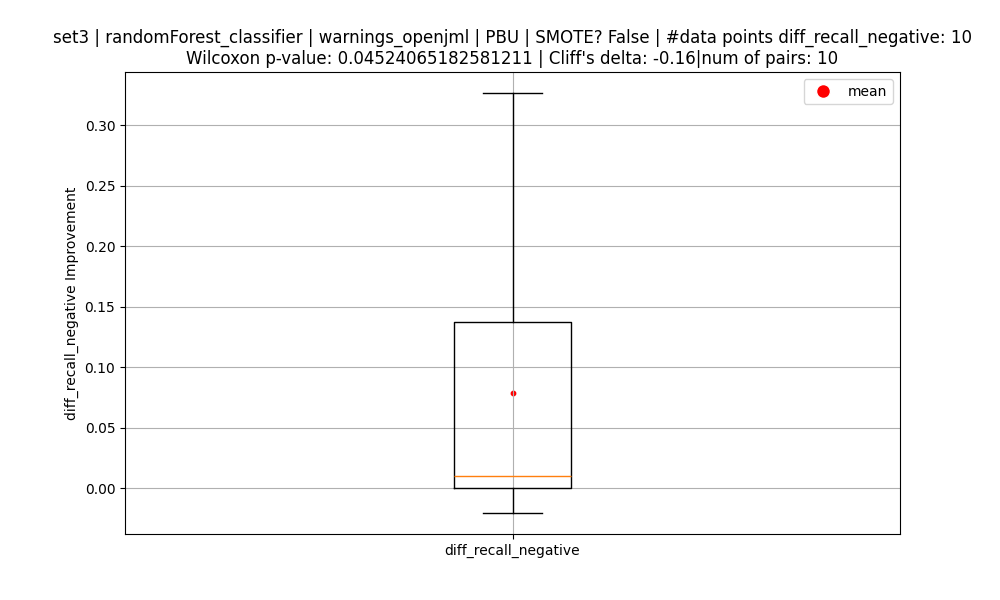 set3 | randomForest_classifier | warnings_openjml | PBU | SMOTE? False | #data points diff_recall_negative: 10
Wilcoxon p-value: 0.04524065182581211 | Cliff's delta: -0.16|num of pairs: 10
mean
0.30
0.25
0.20
0.15
0.10
0.05
0.00
diff_recall_negative Improvement
diff_recall_negative